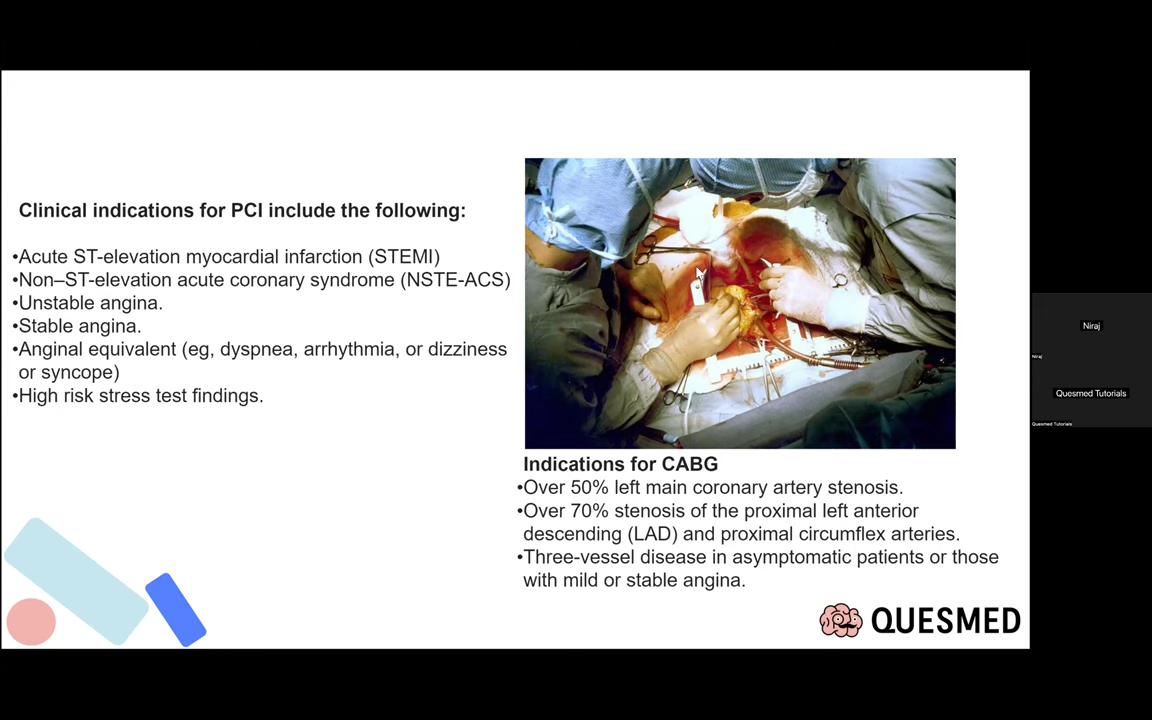 Clinical indications for PCI include the following:
•Acute ST-elevation myocardial infarction (STEMI)
•Non–ST-elevation acute coronary syndrome (NSTE-ACS)
•Unstable angina.
•Stable angina.
•Anginal equivalent (eg, dyspnea, arrhythmia, or dizziness
or syncope)
•High risk stress test findings.
Indications for CABG
•Over 50% left main coronary artery stenosis.
•Over 70% stenosis of the proximal left anterior
descending (LAD) and proximal circumflex arteries.
•Three-vessel disease in asymptomatic patients or those
with mild or stable angina.
QUESMED
Niraj
Niraj
Quesmed Tutorials
Quesmed Tutorials